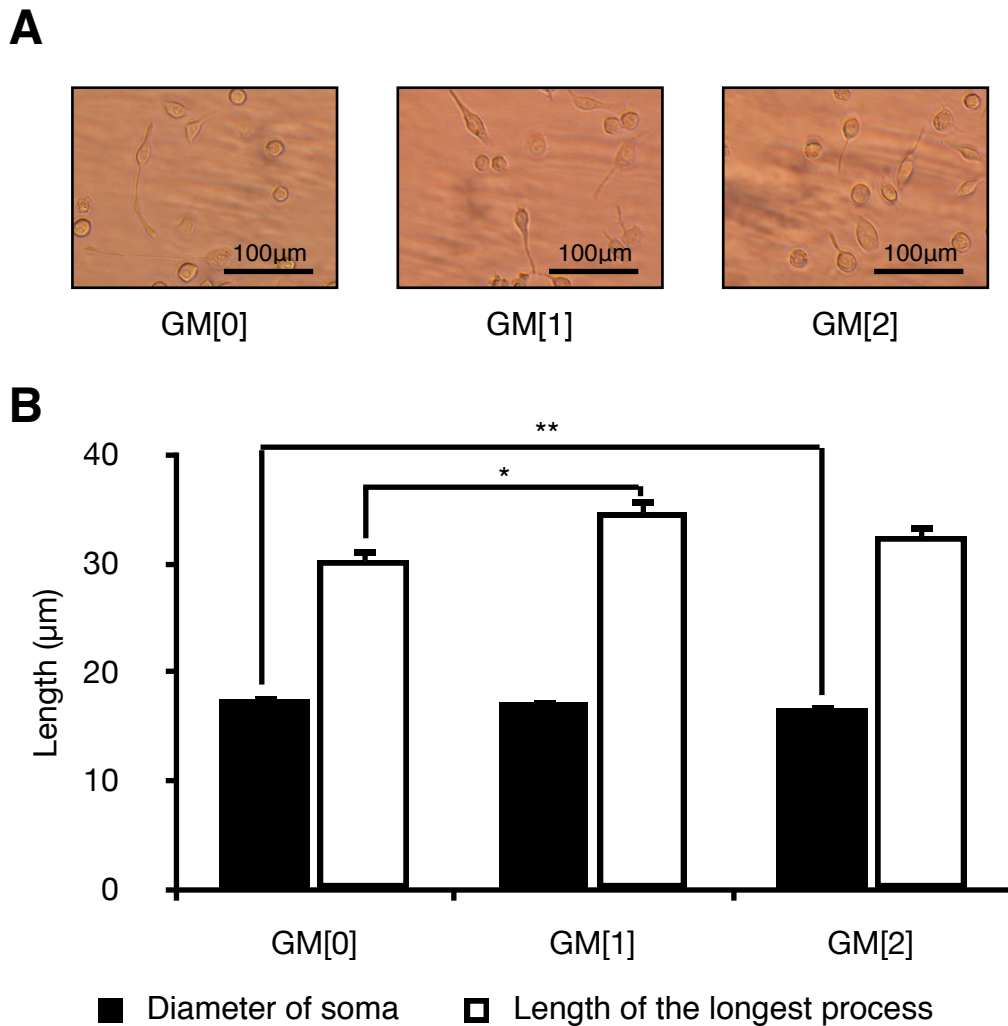 A
100µm 100µm 100µm
GM[0] GM[1] GM[2]
B
**
*
40
30
20
10
0
Length (µm)
GM[0] GM[1] GM[2]
Diameter of soma Length of the longest process